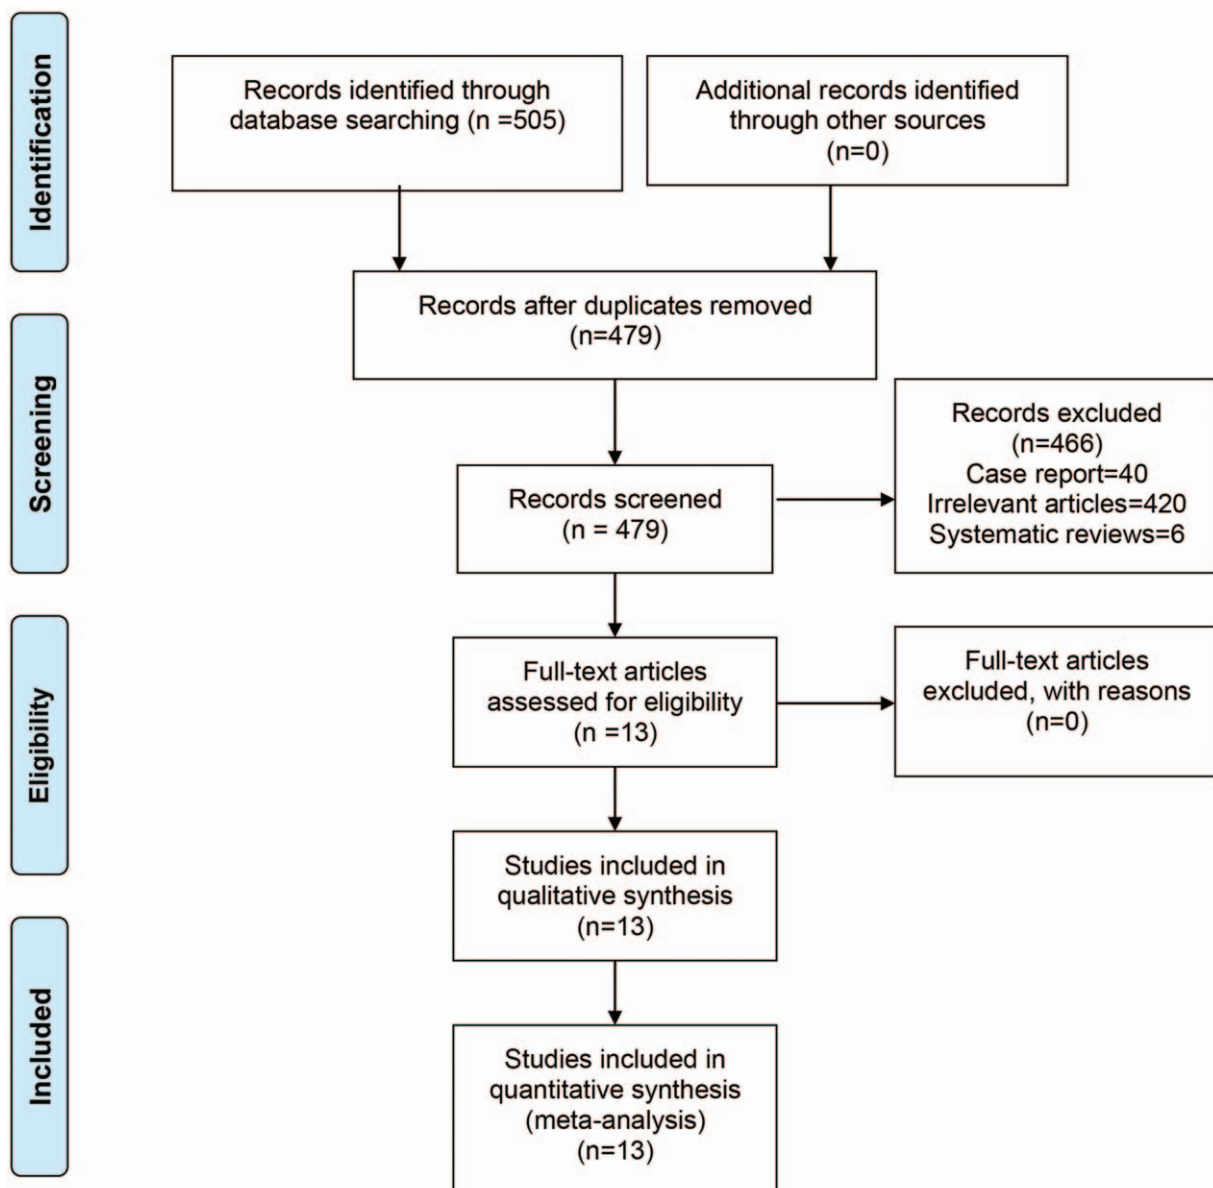 Identification
Records identified through
database searching (n =505)
Additional records identified
through other sources
(n=0)
Records after duplicates removed
(n=479)
Screening
Records screened
(n = 479)
Records excluded
(n=466)
Case report=40
Irrelevant articles=420
Systematic reviews=6
Eligibility
Full-text articles
assessed for eligibility
(n =13)
Full-text articles
excluded, with reasons
(n=0)
Studies included in
qualitative synthesis
(n=13)
Included
Studies included in
quantitative synthesis
(meta-analysis)
(n=13)